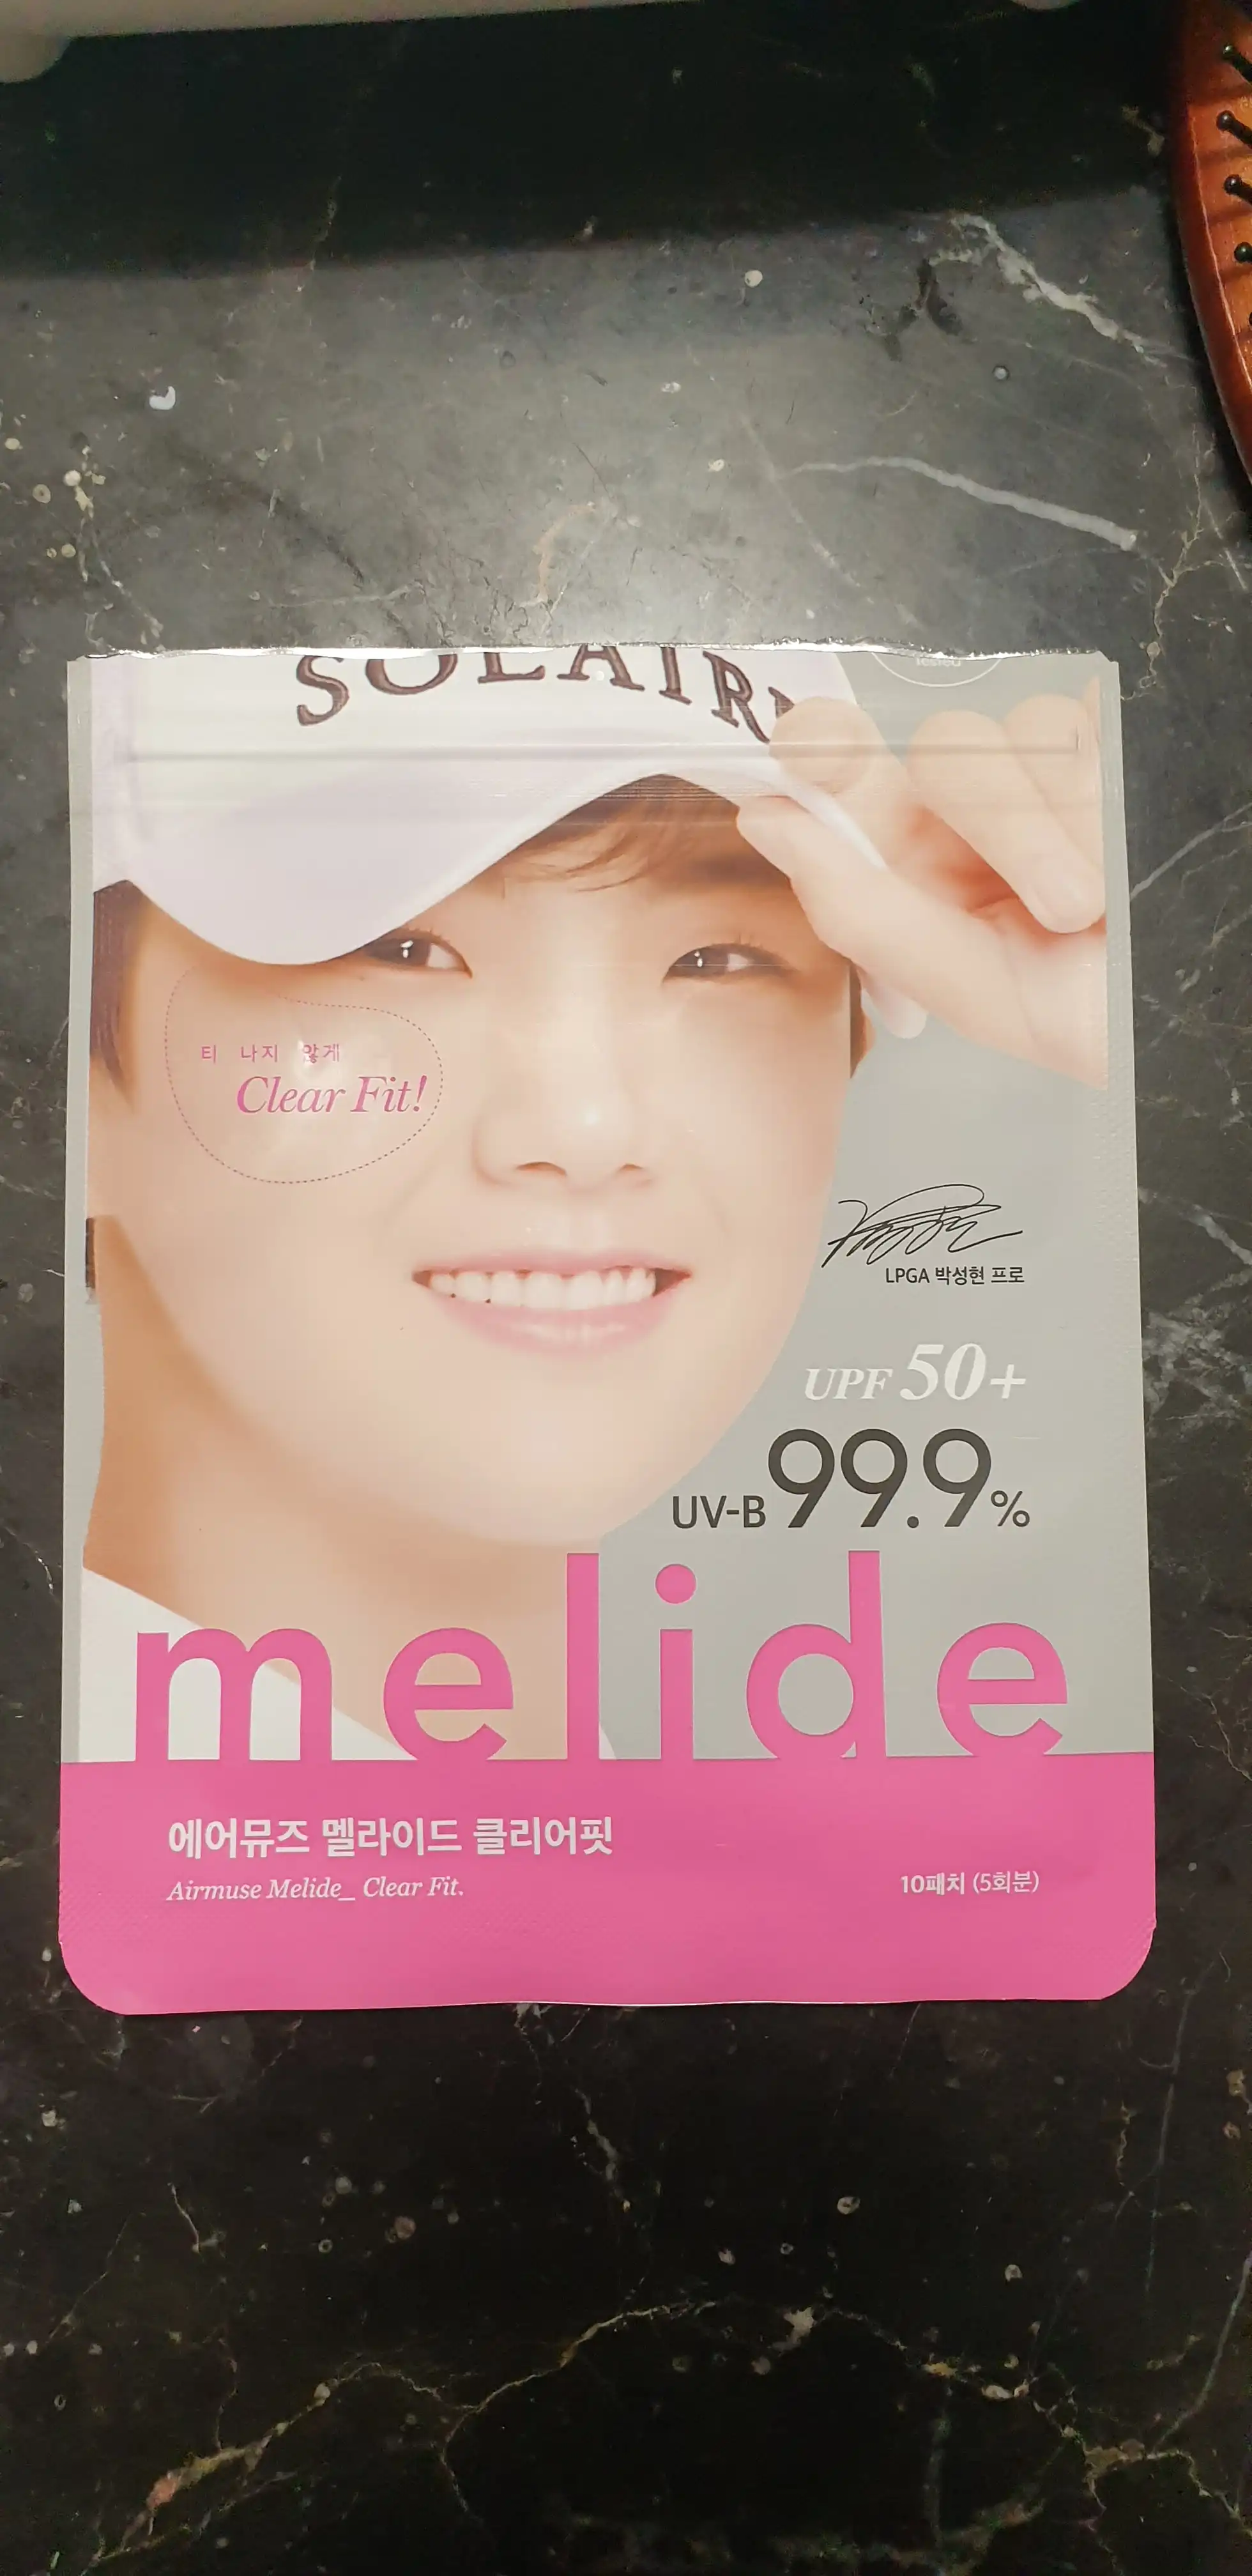 SOLAIR
Tested
티 나지 않게
Clear Fit!
LPGA 박성현 프로
UPF 50+
UV-B 99.9%
melide
에어뮤즈 멜라이드 클리어핏
Airmuse Melide_ Clear Fit.
10패치 (5회분)